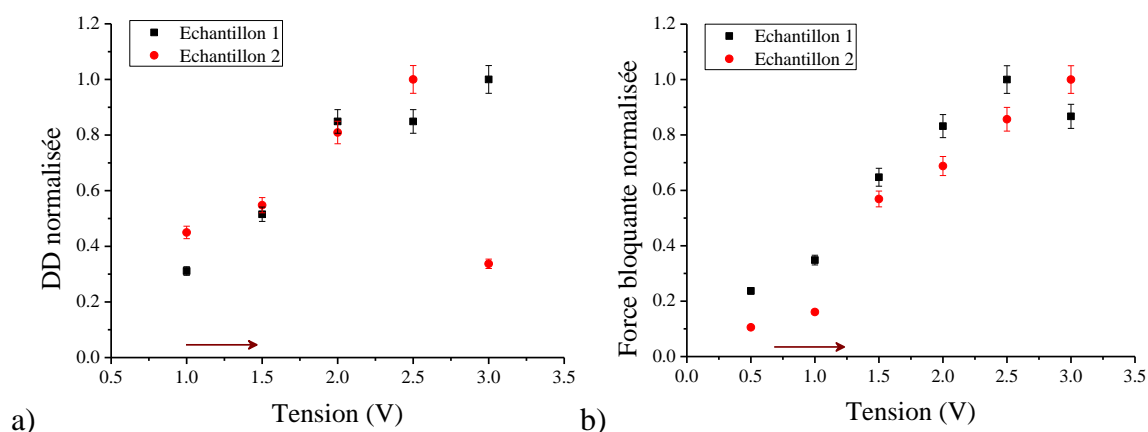 1.2
1.0
0.8
0.6
0.4
0.2
0.0
DD normalisée
Echantillon 1
Echantillon 2
0.5 1.0 1.5 2.0 2.5 3.0 3.5
Tension (V)
a)
1.2
1.0
0.8
0.6
0.4
0.2
0.0
Force bloquante normalisée
Echantillon 1
Echantillon 2
0.0 0.5 1.0 1.5 2.0 2.5 3.0 3.5
Tension (V)
b)